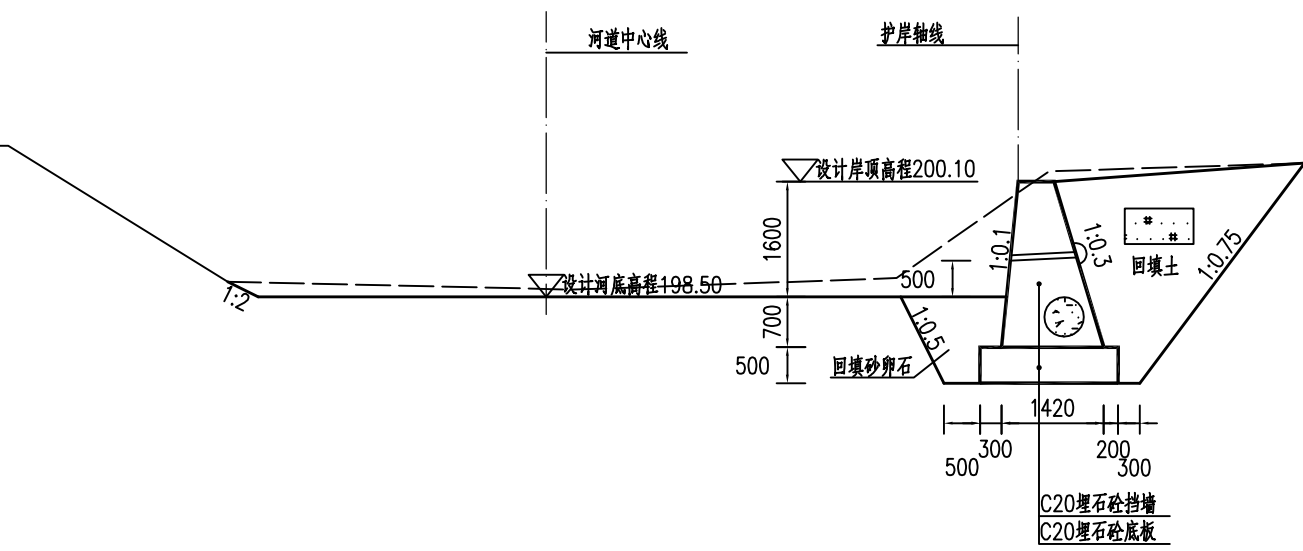 河道中心线
护岸轴线
设计岸顶高程200.10
1600
1:0.1
1:0.3
回填土
1:0.75
500
1:2
设计河底高程198.50
700
1:0.5
500
回填砂卵石
1420
300
200
500
300
C20埋石砼挡墙
C20埋石砼底板